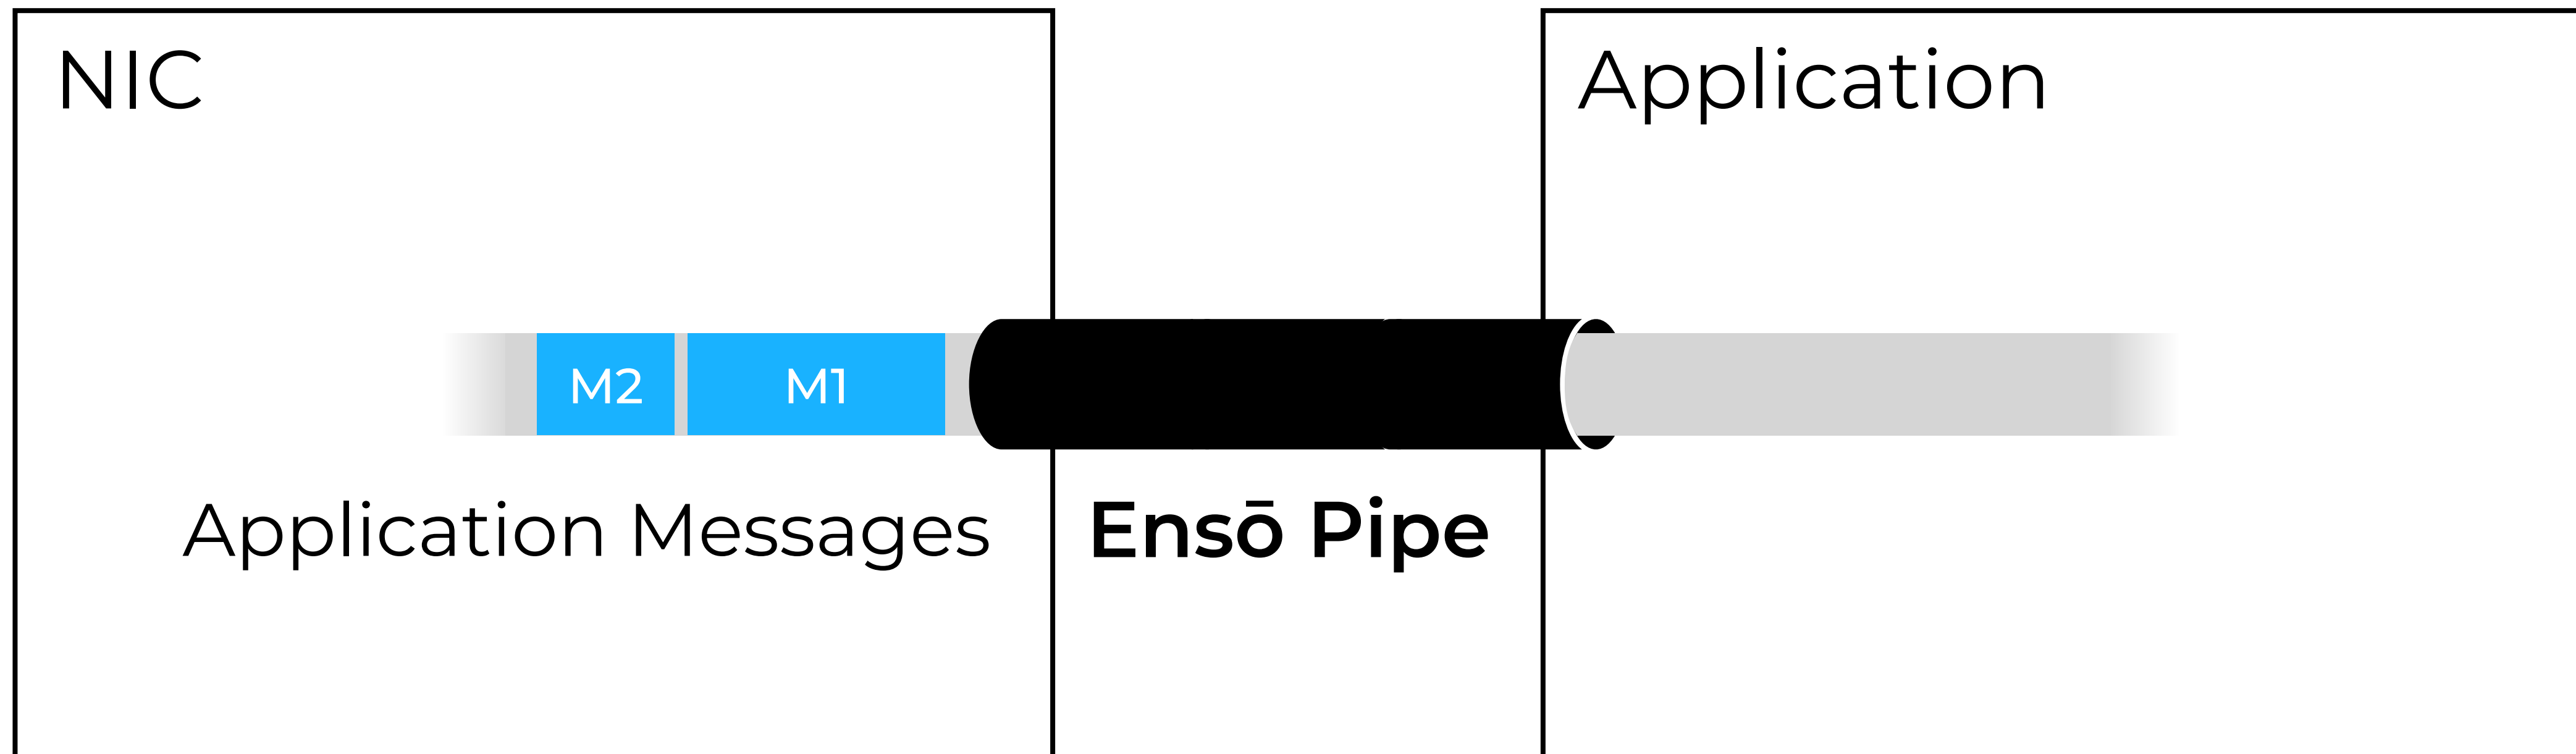 NIC
Application
M2
M1
Application Messages
Ensō Pipe